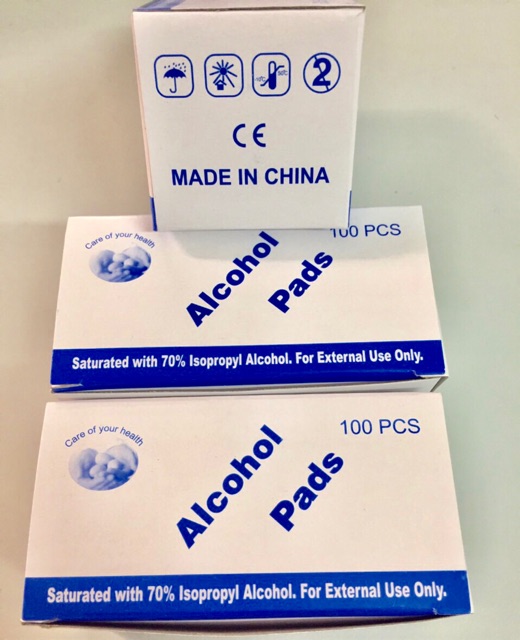 2
CE
MADE IN CHINA
Care of your health
100 PCS
Alcohol
Pads
Saturated with 70% Isopropyl Alcohol. For External Use Only.
Care of your health
100 PCS
Alcohol
Pads
Saturated with 70% Isopropyl Alcohol. For External Use Only.